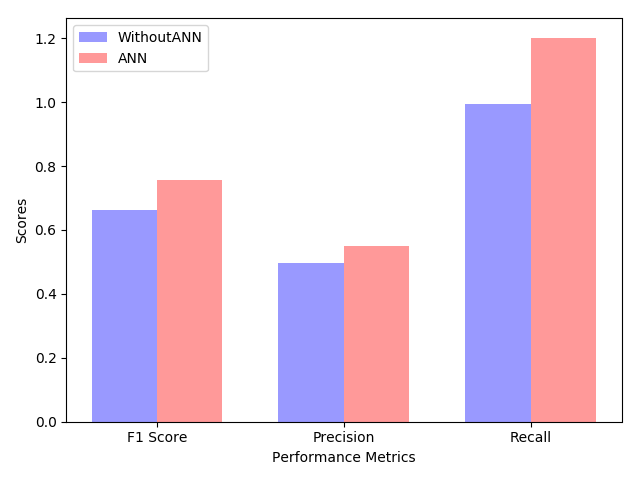 WithoutANN
ANN
1.2
1.0
0.8
0.6
0.4
0.2
0.0
Scores
F1 Score
Precision
Recall
Performance Metrics